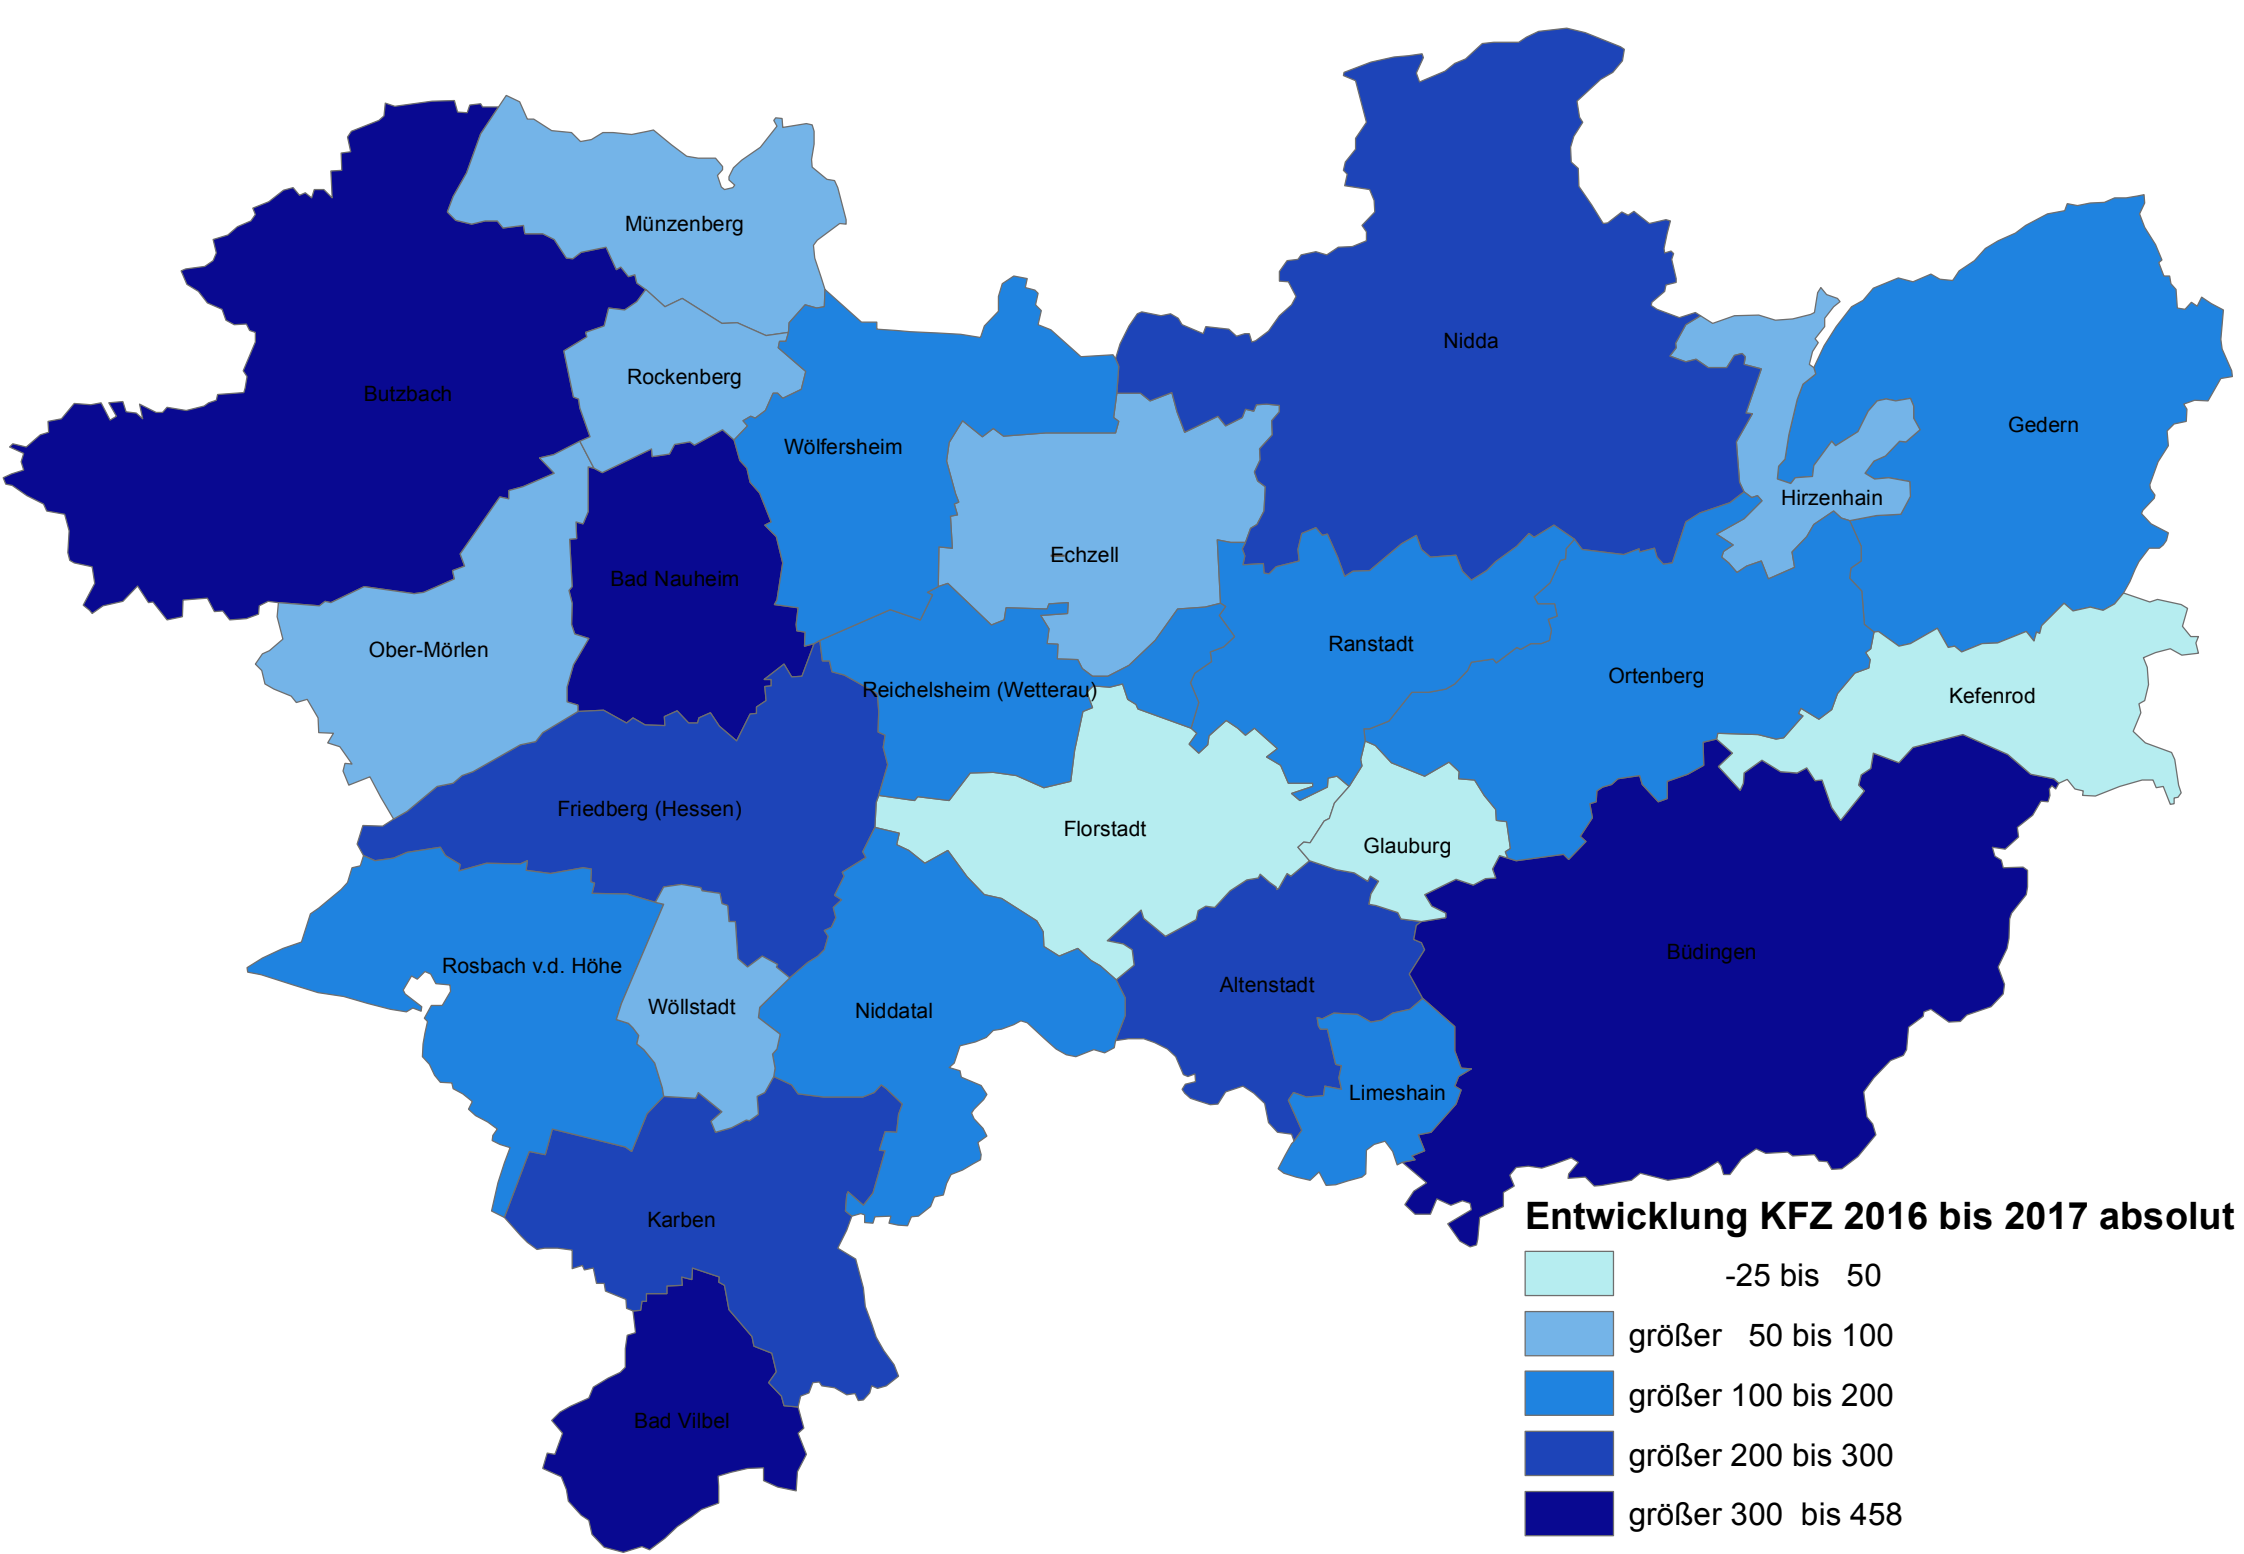 Münzenberg
Nidda
Rockenberg
Butzbach
Gedern
Wölfersheim
Hirzenhain
Echzell
Bad Nauheim
Ober-Mörlen
Ranstadt
Ortenberg
Reichelsheim (Wetterau)
Kefenrod
Friedberg (Hessen)
Florstadt
Glauburg
Büdingen
Rosbach v.d. Höhe
Altenstadt
Wöllstadt
Niddatal
Limeshain
Karben
Bad Vilbel
Entwicklung KFZ 2016 bis 2017 absolut
-25 bis 50
größer 50 bis 100
größer 100 bis 200
größer 200 bis 300
größer 300 bis 458